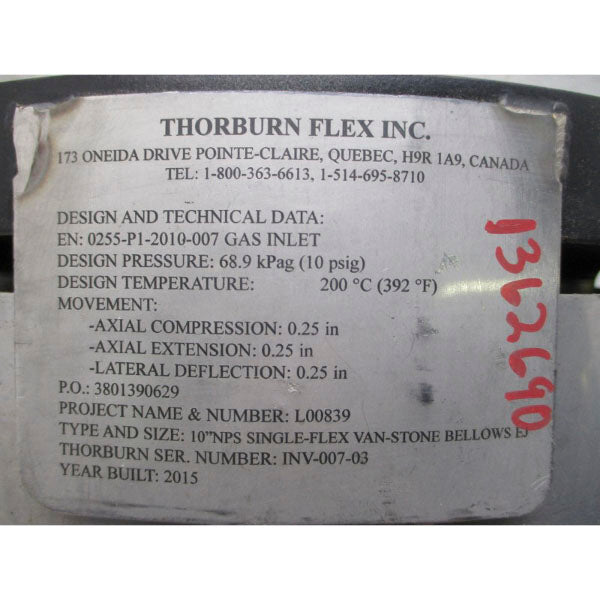 THORBURN FLEX INC.
173 ONEIDA DRIVE POINTE-CLAIRE, QUEBEC, H9R 1A9, CANADA
TEL: 1-800-363-6613, 1-514-695-8710
DESIGN AND TECHNICAL DATA:
EN: 0255-P1-2010-007 GAS INLET
DESIGN PRESSURE: 68.9 kPag (10 psig)
DESIGN TEMPERATURE: 200 °C (392 °F)
MOVEMENT:
-AXIAL COMPRESSION: 0.25 in
-AXIAL EXTENSION: 0.25 in
-LATERAL DEFLECTION: 0.25 in
P.O.: 3801390629
PROJECT NAME & NUMBER: L00839
TYPE AND SIZE: 10”NPS SINGLE-FLEX VAN-STONE BELLOWS EJ
THORBURN SER. NUMBER: INV-007-03
YEAR BUILT: 2015
1362690